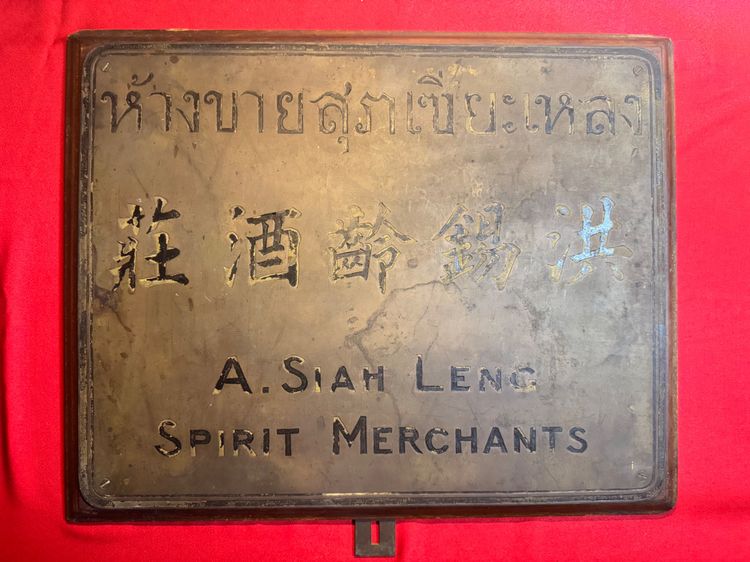 ห้างขายสุราเซี่ยะเหลง
洪錫齡酒莊
A. SIAH LENG
SPIRIT MERCHANTS